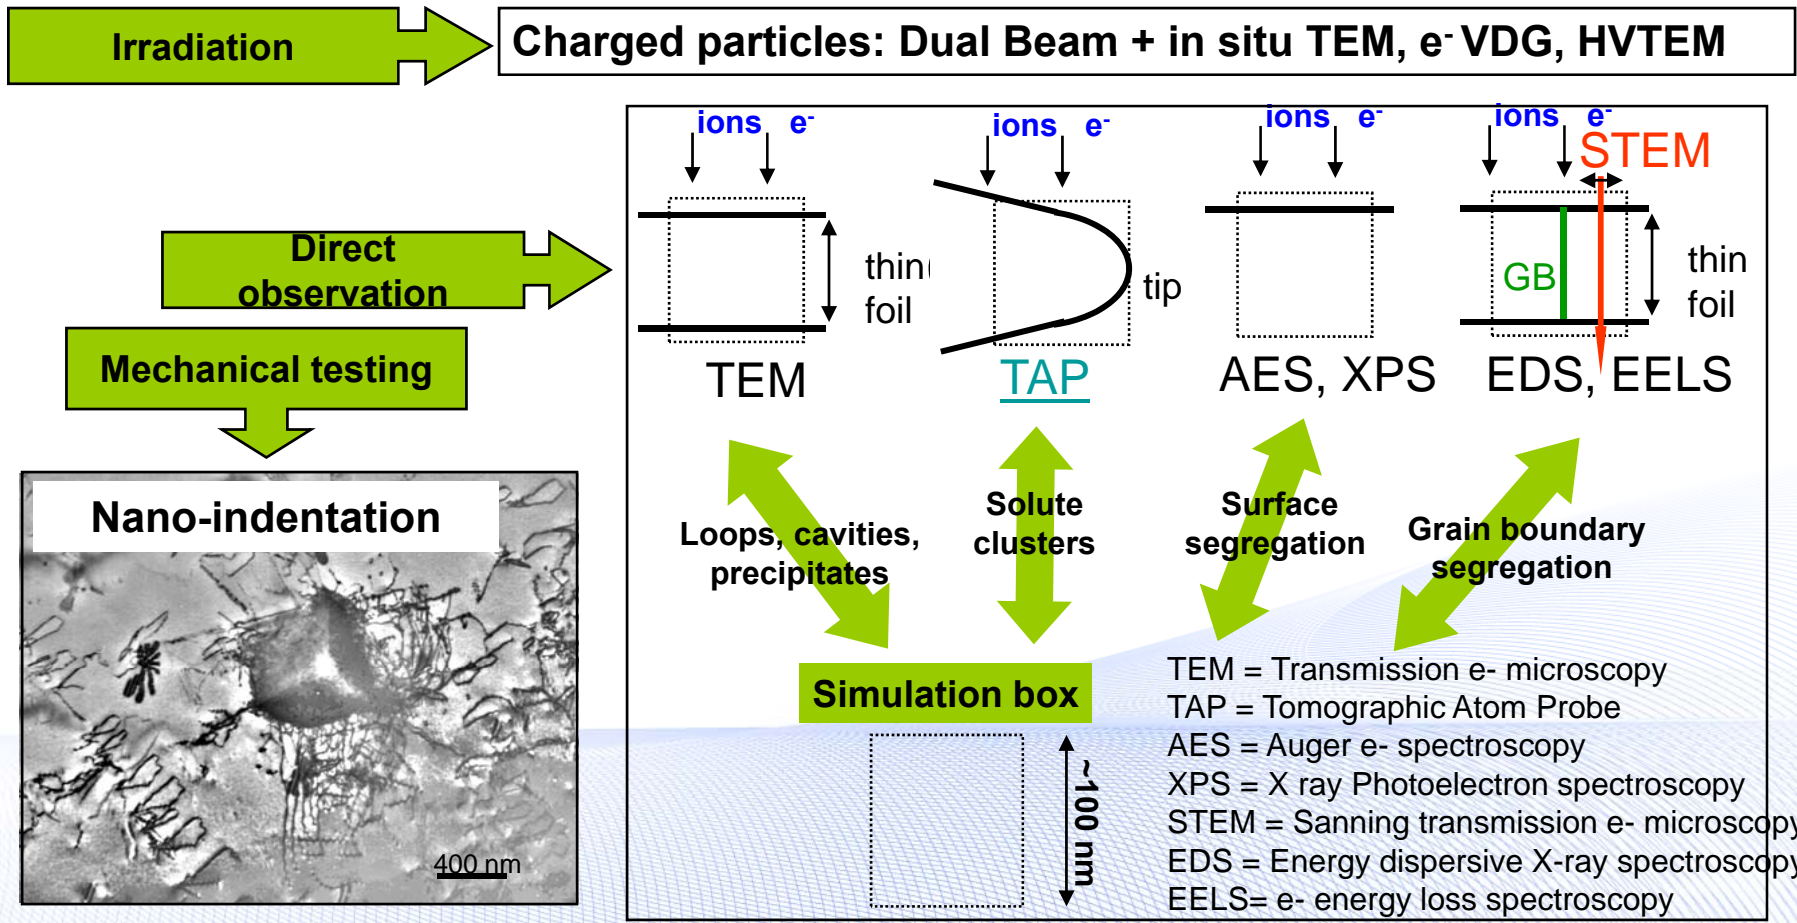 Irradiation
Charged particles: Dual Beam + in situ TEM, e- VDG, HVTEM
ions e-
ions e-
ions e-
ions e-
STEM
Direct
observation
thin
foil
tip
GB
thin
foil
Mechanical testing
TEM
TAP
AES, XPS
EDS, EELS
Nano-indentation
Loops, cavities,
precipitates
Solute
clusters
Surface
segregation
Grain boundary
segregation
Simulation box
~100 nm
400 nm
TEM = Transmission e- microscopy
TAP = Tomographic Atom Probe
AES = Auger e- spectroscopy
XPS = X ray Photoelectron spectroscopy
STEM = Sanning transmission e- microscopy
EDS = Energy dispersive X-ray spectroscopy
EELS= e- energy loss spectroscopy